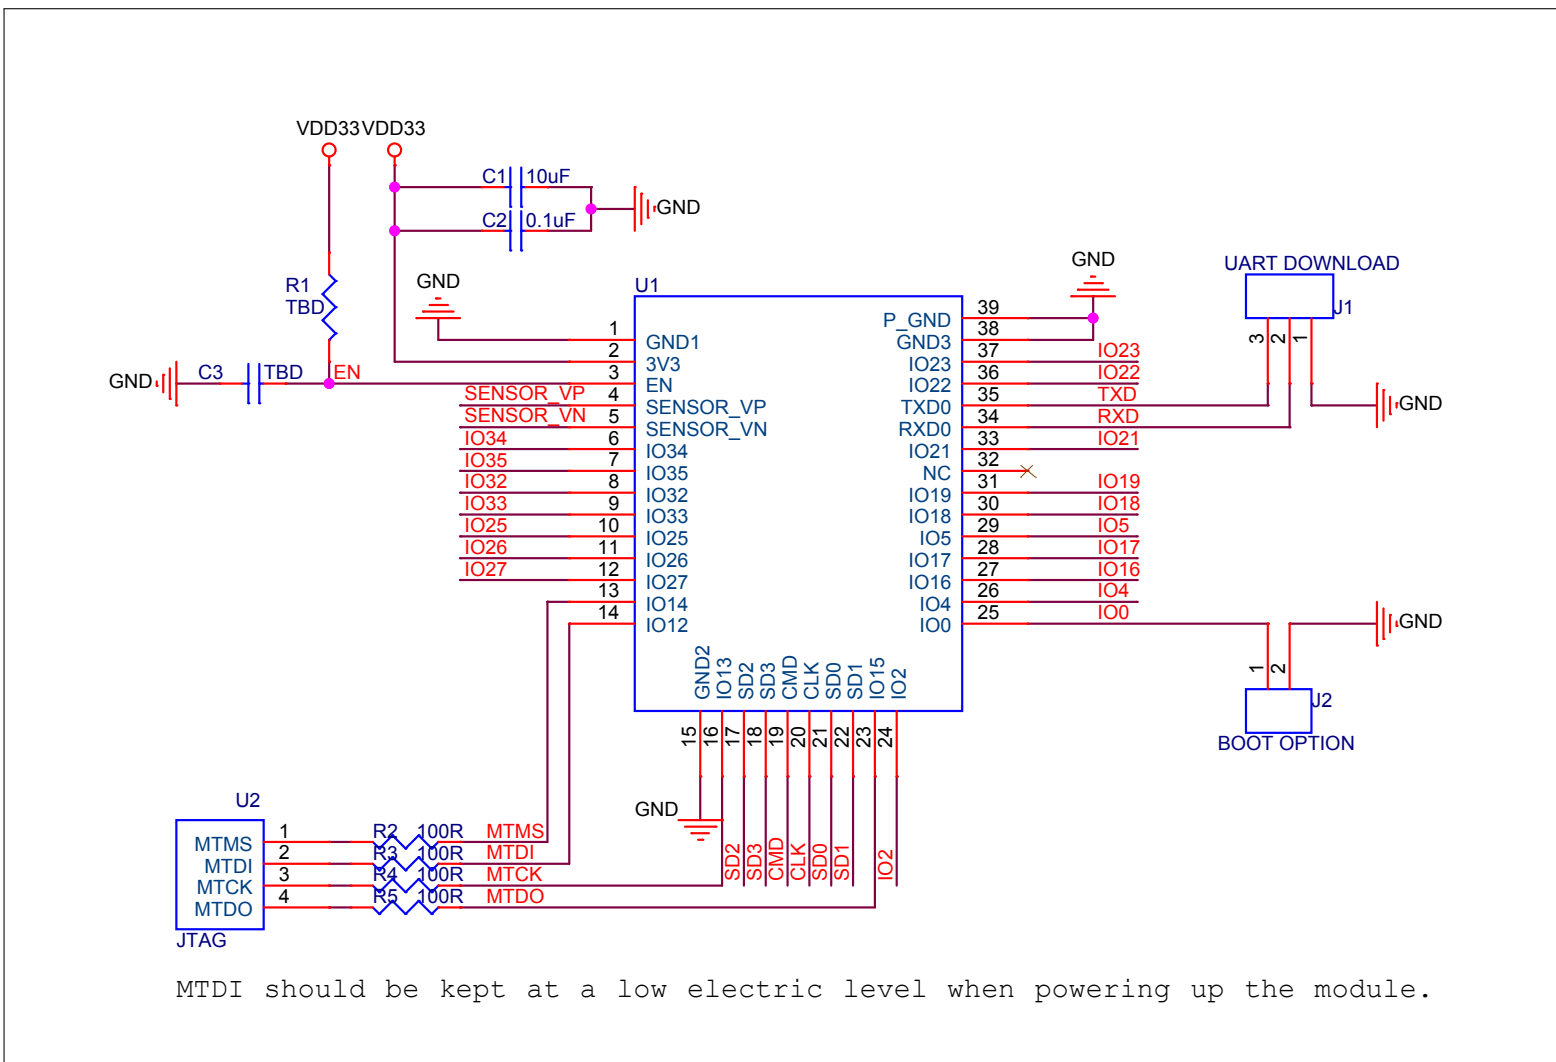 VDD33 VDD33
C1 10uF
GND
C2 0.1uF
R1
TBD
GND
U1
GND
UART DOWNLOAD
J1
3 2 1
GND
GND C3 TBD EN
1 GND1
2 3V3
3 EN
SENSOR_VP 4 SENSOR_VP
SENSOR_VN 5 SENSOR_VN
IO34 6 IO34
IO35 7 IO35
IO32 8 IO32
IO33 9 IO33
IO25 10 IO25
IO26 11 IO26
IO27 12 IO27
13 IO14
14 IO12
P_GND 39
GND3 38
IO23 37 IO23
IO22 36 IO22
TXD0 35 TXD
RXD0 34 RXD
IO21 33 IO21
NC 32
IO19 31 IO19
IO18 30 IO18
IO5 29 IO5
IO17 28 IO17
IO16 27 IO16
IO4 26 IO4
IO0 25 IO0
GND
1 2
J2
BOOT OPTION
GND2 IO13 SD2 SD3 CMD CLK SD0 SD1 IO15 IO2
15 16 17 18 19 20 21 22 23 24
GND
SD2 SD3 CMD CLK SD0 SD1 IO2
U2
MTMS 1 R2 100R MTMS
MTDI 2 R3 100R MTDI
MTCK 3 R4 100R MTCK
MTDO 4 R5 100R MTDO
JTAG
MTDI should be kept at a low electric level when powering up the module.